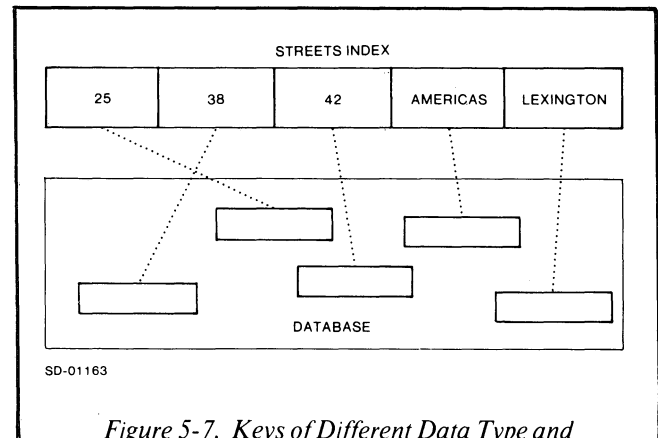 STREETS INDEX
25 38 42 AMERICAS LEXINGTON
DATABASE
SD-01163
Figure 5-7. Keys of Different Data Type and